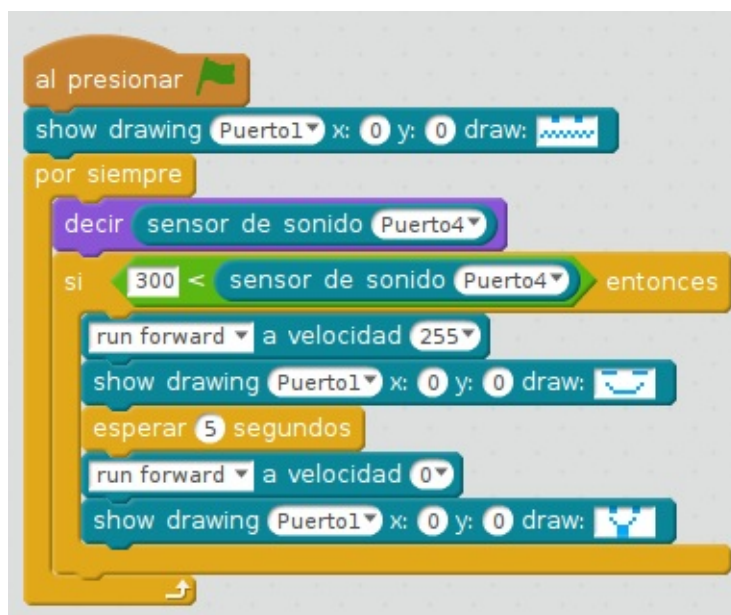 al presionar
show drawing Puerto1 x: 0 y: 0 draw:
por siempre
decir sensor de sonido Puerto4
si 300 < sensor de sonido Puerto4 entonces
run forward a velocidad 255
show drawing Puerto1 x: 0 y: 0 draw:
esperar 5 segundos
run forward a velocidad 0
show drawing Puerto1 x: 0 y: 0 draw: